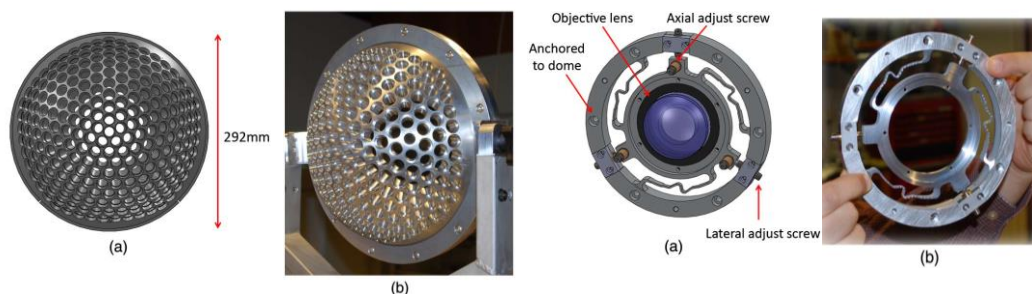 292mm
(a)
(b)
Objective lens
Axial adjust screw
Anchored
to dome
Lateral adjust screw
(a)
(b)